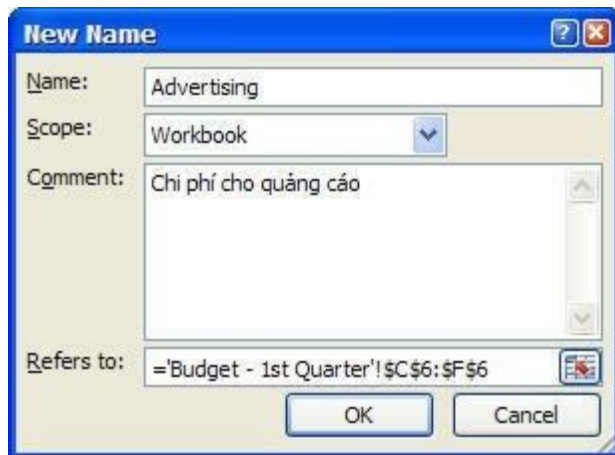 New Name
Name: Advertising
Scope: Workbook
Comment: Chi phí cho quảng cáo
Refers to: ='Budget - 1st Quarter'!$C$6:$F$6
OK Cancel